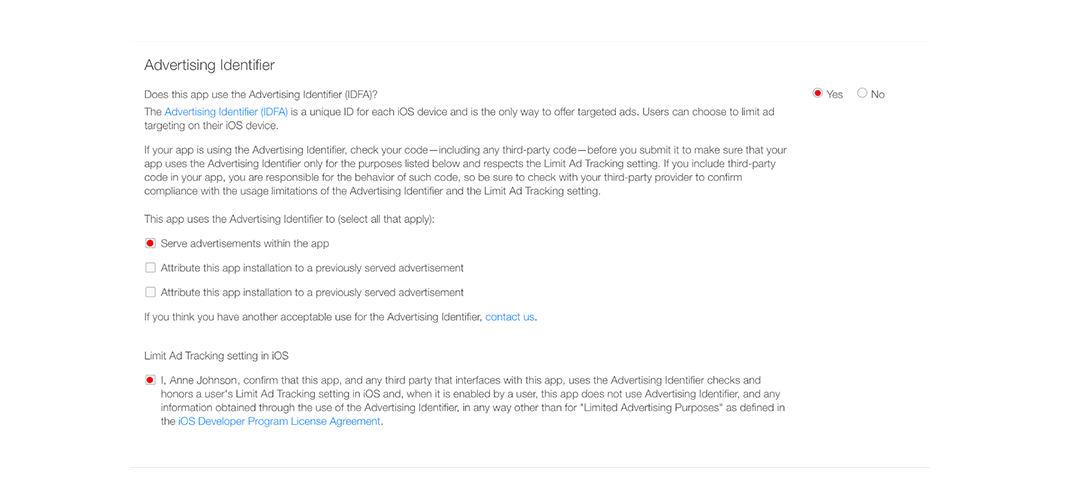 Advertising Identifier
Does this app use the Advertising Identifier (IDFA)?
Yes No
The Advertising Identifier (IDFA) is a unique ID for each iOS device and is the only way to offer targeted ads. Users can choose to limit ad
targeting on their iOS device.
If your app is using the Advertising Identifier, check your code—including any third-party code—before you submit it to make sure that your
app uses the Advertising Identifier only for the purposes listed below and respects the Limit Ad Tracking setting. If you include third-party
code in your app, you are responsible for the behavior of such code, so be sure to check with your third-party provider to confirm
compliance with the usage limitations of the Advertising Identifier and the Limit Ad Tracking setting.
This app uses the Advertising Identifier to (select all that apply):
Serve advertisements within the app
Attribute this app installation to a previously served advertisement
Attribute this app installation to a previously served advertisement
If you think you have another acceptable use for the Advertising Identifier, contact us.
Limit Ad Tracking setting in iOS
I, Anne Johnson, confirm that this app, and any third party that interfaces with this app, uses the Advertising Identifier checks and
honors a user's Limit Ad Tracking setting in iOS and, when it is enabled by a user, this app does not use Advertising Identifier, and any
information obtained through the use of the Advertising Identifier, in any way other than for "Limited Advertising Purposes" as defined in
the iOS Developer Program License Agreement.